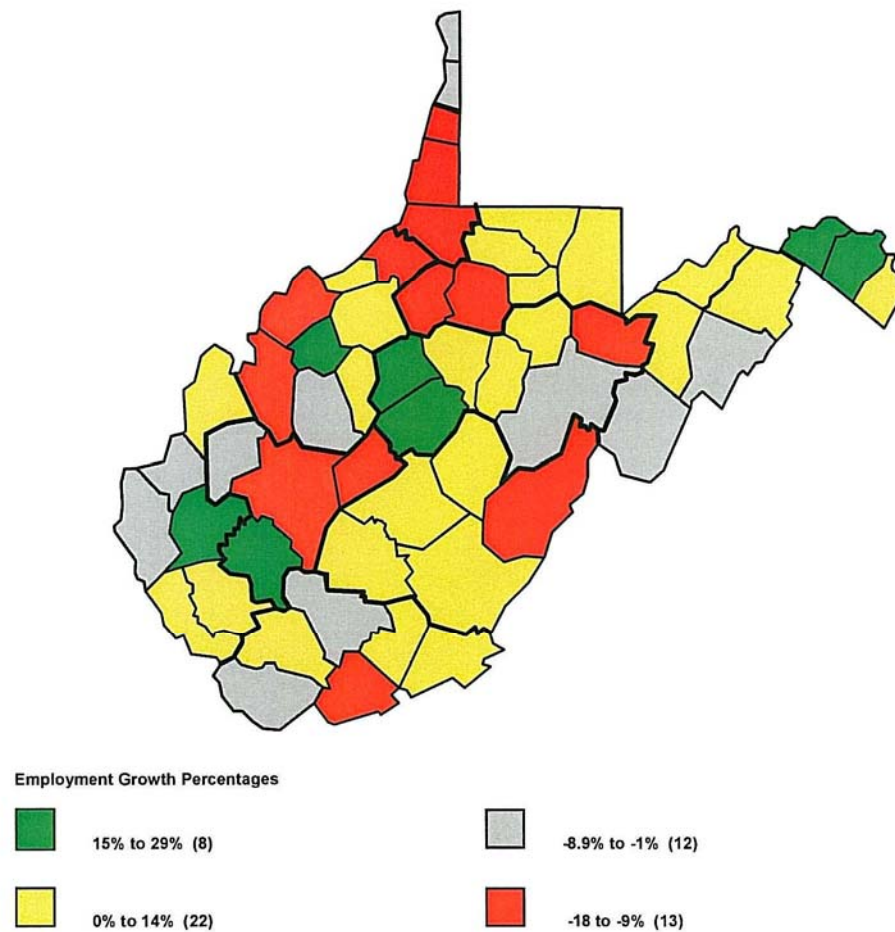 Employment Growth Percentages
15% to 29% (8)
-8.9% to -1% (12)
0% to 14% (22)
-18 to -9% (13)